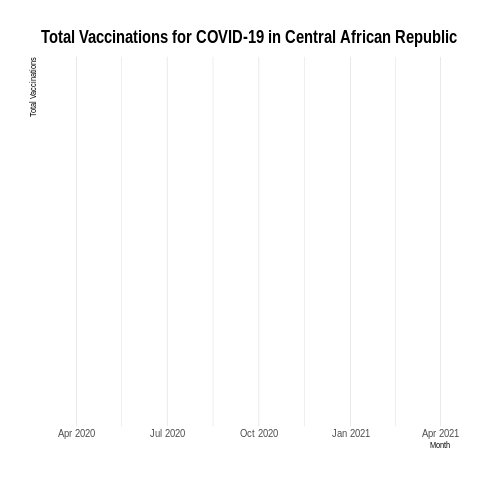 Total Vaccinations for COVID-19 in Central African Republic
Total Vaccinations
Apr 2020
Jul 2020
Oct 2020
Jan 2021
Apr 2021
Month